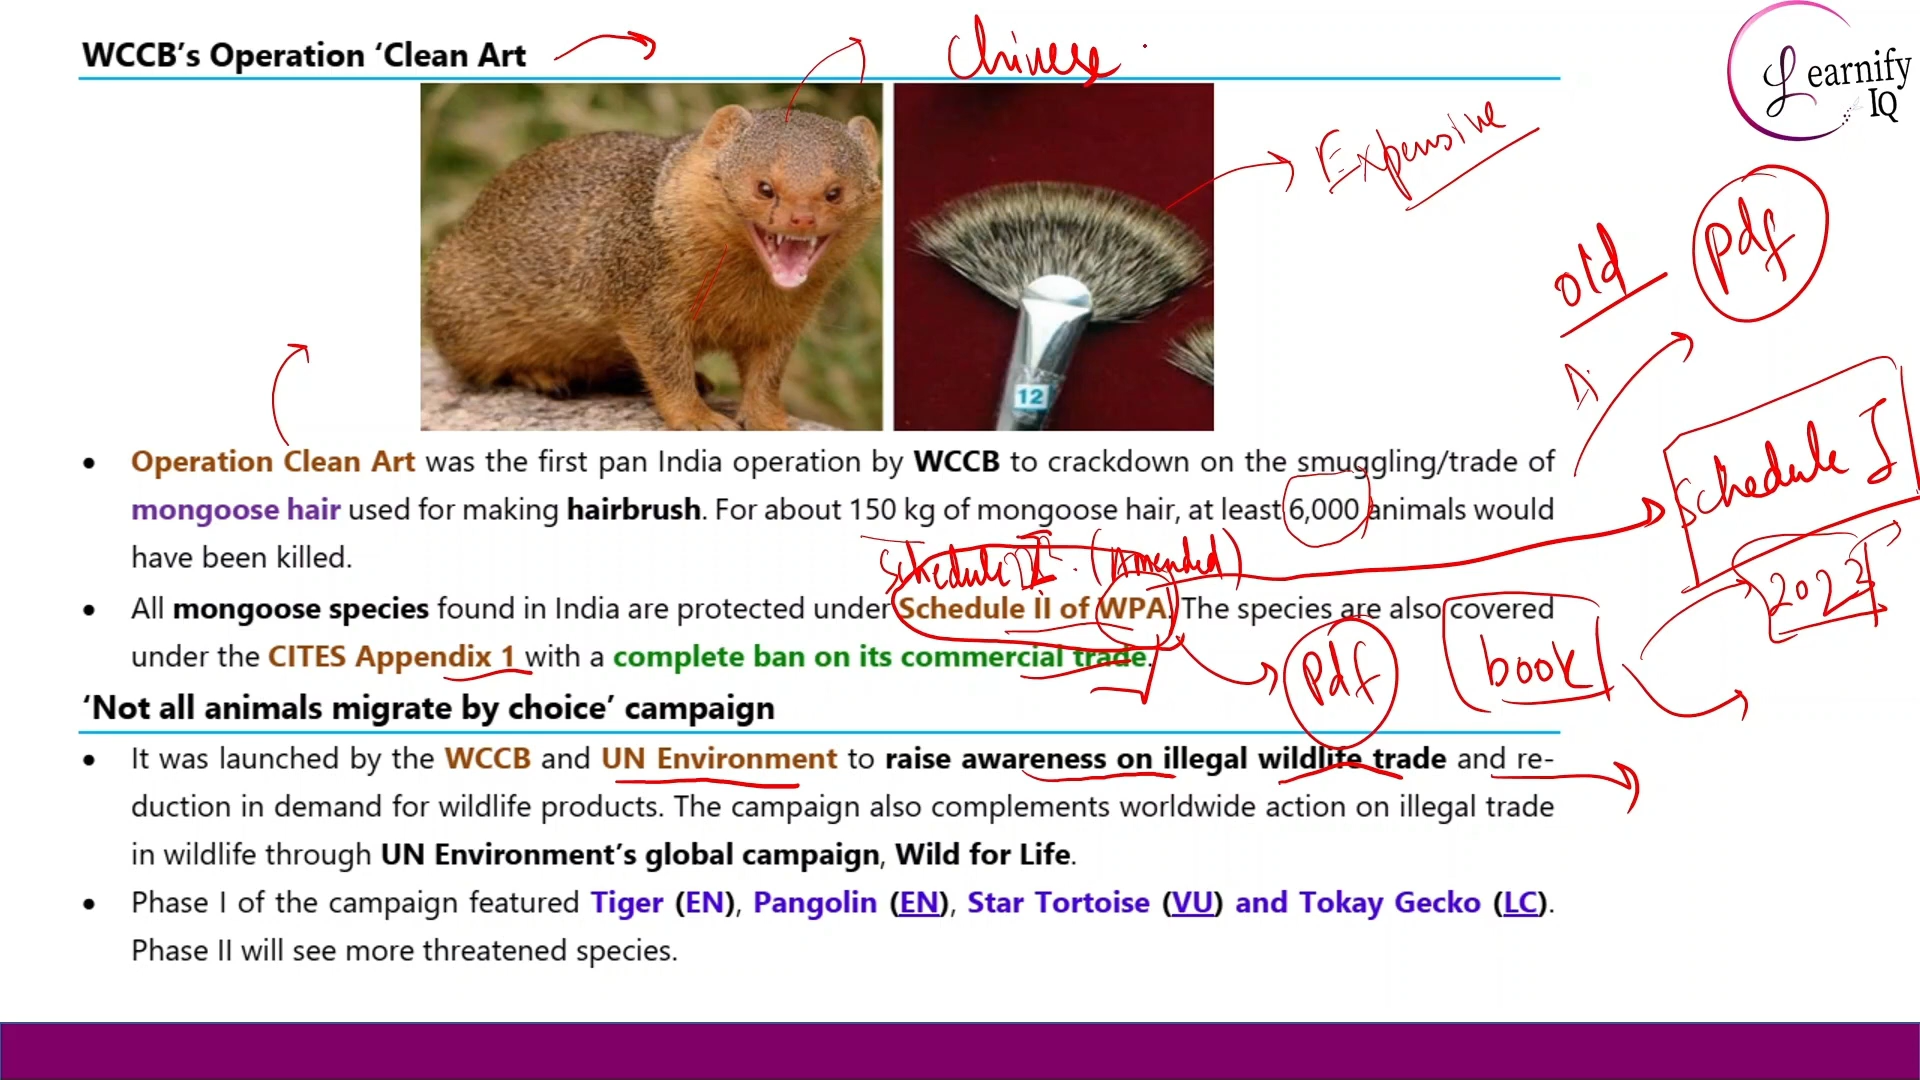 WCCB's Operation 'Clean Art
Chinese
Learnify
IQ
Expensive
old
pdf
12
Schedule I
• Operation Clean Art was the first pan India operation by WCCB to crackdown on the smuggling/trade of
mongoose hair used for making hairbrush. For about 150 kg of mongoose hair, at least 6,000 animals would
have been killed.
Schedule II. (Amended)
• All mongoose species found in India are protected under Schedule II of WPA. The species are also covered
under the CITES Appendix 1 with a complete ban on its commercial trade.
pdf
book
'Not all animals migrate by choice' campaign
• It was launched by the WCCB and UN Environment to raise awareness on illegal wildlife trade and re-
duction in demand for wildlife products. The campaign also complements worldwide action on illegal trade
in wildlife through UN Environment's global campaign, Wild for Life.
• Phase I of the campaign featured Tiger (EN), Pangolin (EN), Star Tortoise (VU) and Tokay Gecko (LC).
Phase II will see more threatened species.